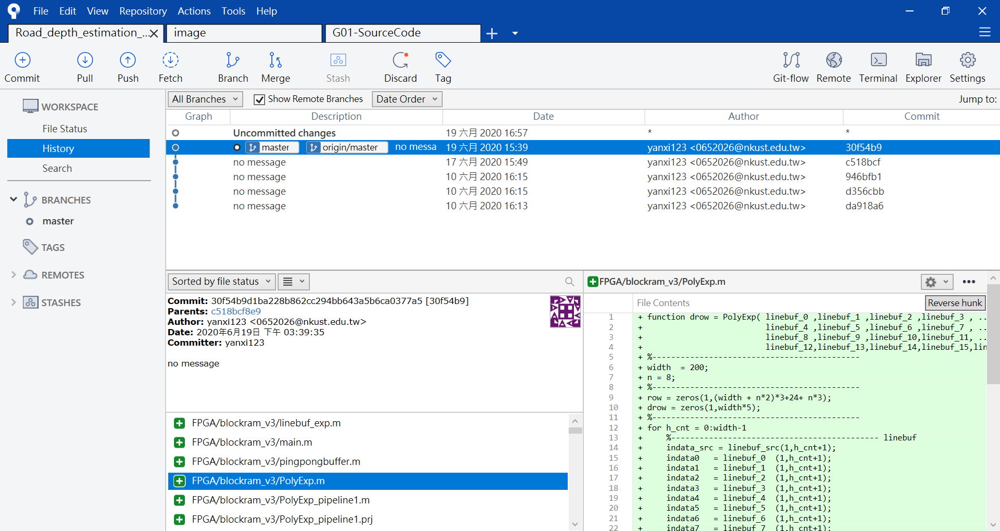 File Edit View Repository Actions Tools Help
Road_depth_estimation_... image G01-SourceCode
Commit Pull Push Fetch Branch Merge Stash Discard Tag Git-flow Remote Terminal Explorer Settings
WORKSPACE
File Status
History
Search
BRANCHES
master
TAGS
REMOTES
STASHES
All Branches Show Remote Branches Date Order Jump to:
Graph Description Date Author Commit
Uncommitted changes 19 六月 2020 16:57 * *
master origin/master no messa 19 六月 2020 15:39 yanxi123 <0652026@nkust.edu.tw> 30f54b9
no message 17 六月 2020 15:49 yanxi123 <0652026@nkust.edu.tw> c518bcf
no message 10 六月 2020 16:15 yanxi123 <0652026@nkust.edu.tw> 946bfb1
no message 10 六月 2020 16:15 yanxi123 <0652026@nkust.edu.tw> d356cbb
no message 10 六月 2020 16:13 yanxi123 <0652026@nkust.edu.tw> da918a6
Sorted by file status
Commit: 30f54b9d1ba228b862cc294bb643a5b6ca0377a5 [30f54b9]
Parents: c518bcf8e9
Author: yanxi123 <0652026@nkust.edu.tw>
Date: 2020年6月19日 下午 03:39:35
Committer: yanxi123
no message
FPGA/blockram_v3/linebuf_exp.m
FPGA/blockram_v3/main.m
FPGA/blockram_v3/pingpongbuffer.m
FPGA/blockram_v3/PolyExp.m
FPGA/blockram_v3/PolyExp_pipeline1.m
FPGA/blockram_v3/PolyExp_pipeline1.prj
FPGA/blockram_v3/PolyExp.m
File Contents Reverse hunk
1 + function drow = PolyExp( linebuf_0 ,linebuf_1 ,linebuf_2 ,linebuf_3 , ..
2 + linebuf_4 ,linebuf_5 ,linebuf_6 ,linebuf_7 , ..
3 + linebuf_8 ,linebuf_9 ,linebuf_10,linebuf_11, ..
4 + linebuf_12,linebuf_13,linebuf_14,linebuf_15,lin
5 + %--------------------------------------------
6 + width  = 200;
7 + n = 8;
8 + %--------------------------------------------
9 + row = zeros(1,(width + n*2)*3+24+ n*3);
10 + drow = zeros(1,width*5);
11 + %--------------------------------------------
12 + for h_cnt = 0:width-1
13 + %-------------------------------------------- linebuf
14 + indata_src = linebuf_src(1,h_cnt+1);
15 + indata0   = linebuf_0  (1,h_cnt+1);
16 + indata1   = linebuf_1  (1,h_cnt+1);
17 + indata2   = linebuf_2  (1,h_cnt+1);
18 + indata3   = linebuf_3  (1,h_cnt+1);
19 + indata4   = linebuf_4  (1,h_cnt+1);
20 + indata5   = linebuf_5  (1,h_cnt+1);
21 + indata6   = linebuf_6  (1,h_cnt+1);
22 + indata7   = linebuf_7  (1,h_cnt+1);